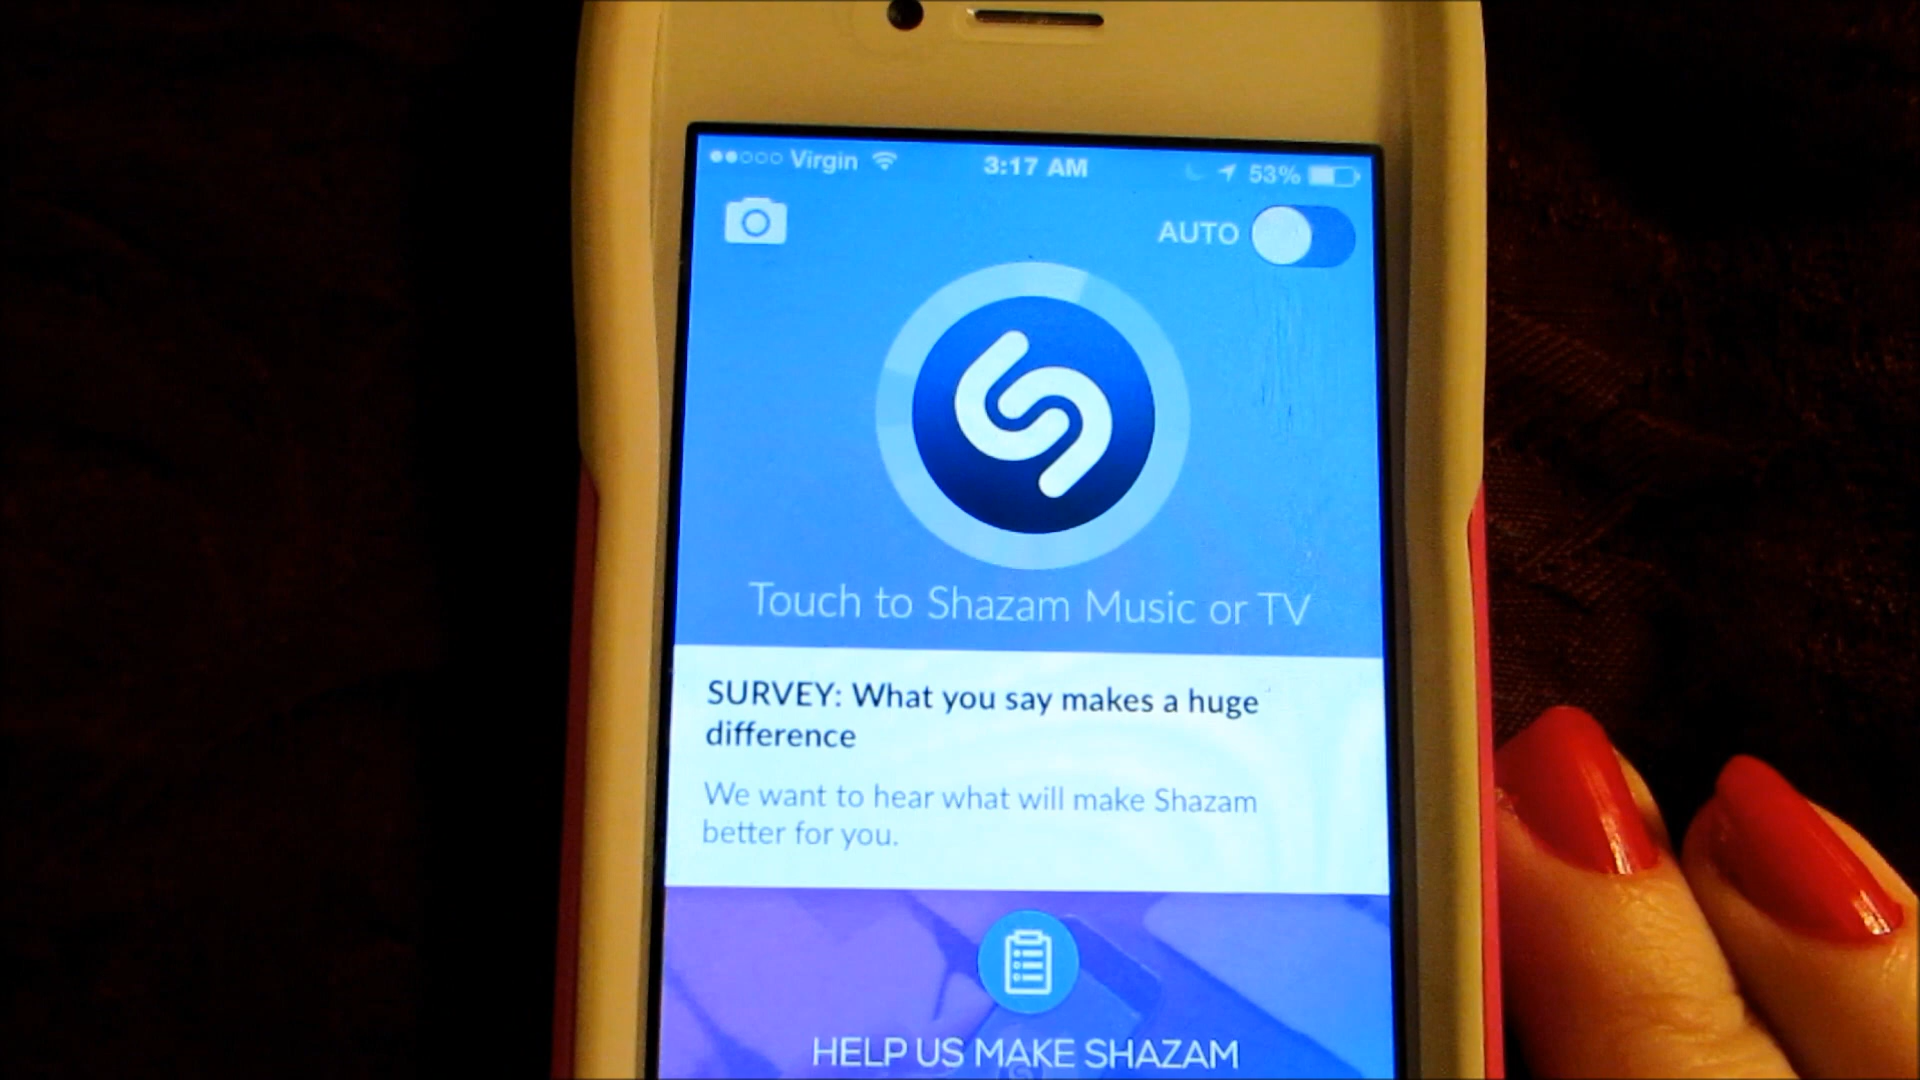 Virgin 3:17 AM 53%
AUTO
Touch to Shazam Music or TV
SURVEY: What you say makes a huge
difference
We want to hear what will make Shazam
better for you.
HELP US MAKE SHAZAM